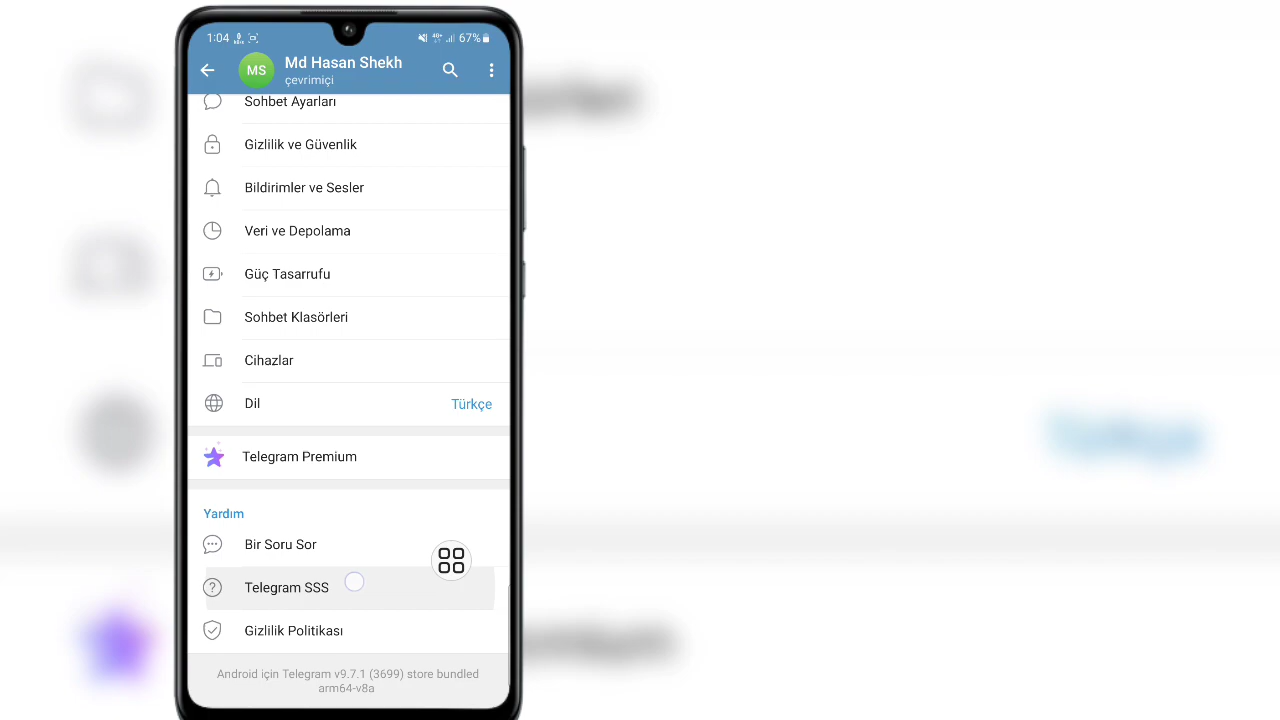 1:04
67%
MS
Md Hasan Shekh
çevrimiçi
Sohbet Ayarları
Gizlilik ve Güvenlik
Bildirimler ve Sesler
Veri ve Depolama
Güç Tasarrufu
Sohbet Klasörleri
Cihazlar
Dil
Türkçe
Telegram Premium
Yardım
Bir Soru Sor
Telegram SSS
Gizlilik Politikası
Android için Telegram v9.7.1 (3699) store bundled
arm64-v8a
Türkçe